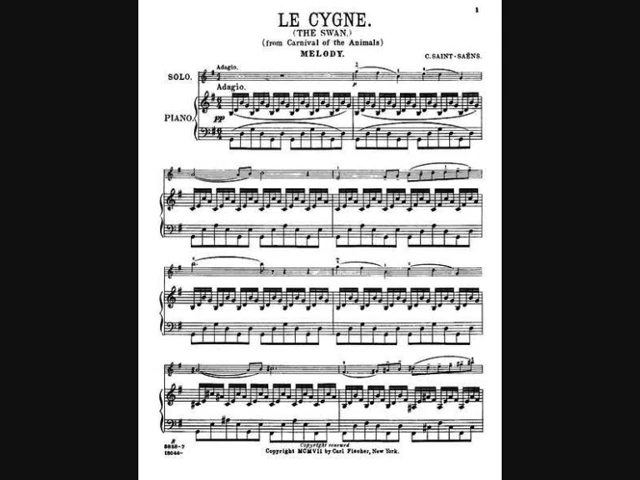 1
LE CYGNE.
(THE SWAN.)
(from Carnival of the Animals)
MELODY.
C. SAINT-SAËNS.
Adagio.
SOLO.
p
Adagio.
PIANO.
pp
Copyright renewed
Copyright MCMVII by Carl Fischer, New York.